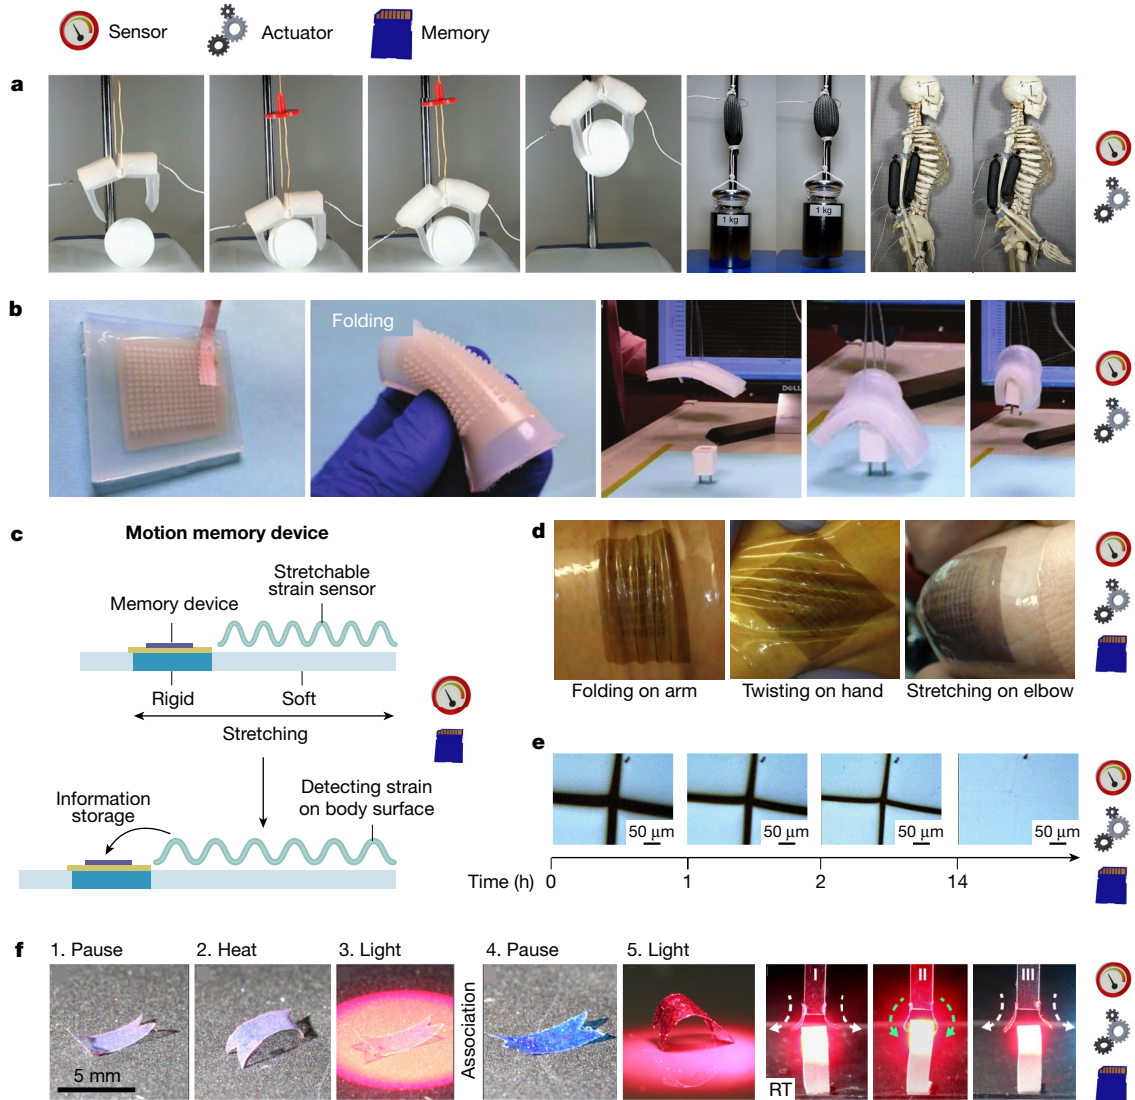 Sensor
Actuator
Memory
a
1 kg
1 kg
b
Folding
DELL
c
Motion memory device
Stretchable
strain sensor
Memory device
Rigid
Soft
Stretching
Information
storage
Detecting strain
on body surface
d
Folding on arm
Twisting on hand
Stretching on elbow
e
50 µm
50 µm
50 µm
50 µm
Time (h)
0
1
2
14
f
1. Pause
2. Heat
3. Light
Association
4. Pause
5. Light
5 mm
I
II
III
RT